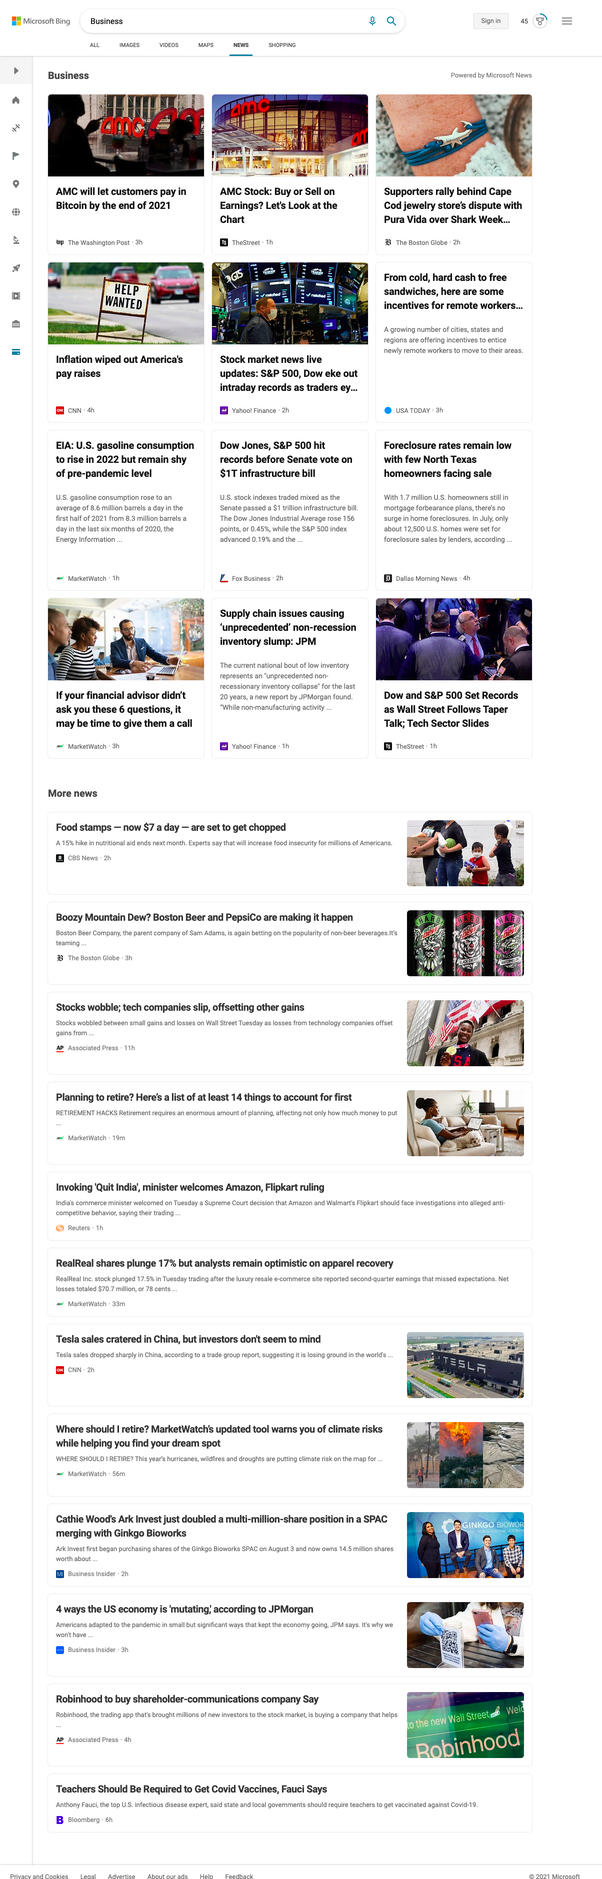 Microsoft Bing
Business
Sign in
45
ALL
IMAGES
VIDEOS
MAPS
NEWS
SHOPPING
Business
Powered by Microsoft News
amc
AMC will let customers pay in
Bitcoin by the end of 2021
The Washington Post · 3h
amc
AMC Stock: Buy or Sell on
Earnings? Let's Look at the
Chart
TheStreet · 1h
Supporters rally behind Cape
Cod jewelry store's dispute with
Pura Vida over Shark Week...
The Boston Globe · 2h
HELP
WANTED
Inflation wiped out America's
pay raises
CNN · 4h
Stock market news live
updates: S&P 500, Dow eke out
intraday records as traders ey...
Yahoo! Finance · 2h
From cold, hard cash to free
sandwiches, here are some
incentives for remote workers...
A growing number of cities, states and
regions are offering incentives to entice
newly remote workers to move to their areas.
USA TODAY · 3h
EIA: U.S. gasoline consumption
to rise in 2022 but remain shy
of pre-pandemic level
U.S. gasoline consumption rose to an
average of 8.6 million barrels a day in the
first half of 2021 from 8.3 million barrels a
day in the last six months of 2020, the
Energy Information ...
MarketWatch · 1h
Dow Jones, S&P 500 hit
records before Senate vote on
$1T infrastructure bill
U.S. stock indexes traded mixed as the
Senate passed a $1 trillion infrastructure bill.
The Dow Jones Industrial Average rose 156
points, or 0.45%, while the S&P 500 index
advanced 0.19% and the ...
Fox Business · 2h
Foreclosure rates remain low
with few North Texas
homeowners facing sale
With 1.7 million U.S. homeowners still in
mortgage forbearance plans, there's no
surge in home foreclosures. In July, only
about 12,500 U.S. homes were set for
foreclosure sales by lenders, according ...
Dallas Morning News · 4h
If your financial advisor didn't
ask you these 6 questions, it
may be time to give them a call
MarketWatch · 3h
Supply chain issues causing
'unprecedented' non-recession
inventory slump: JPM
The current national bout of low inventory
represents an "unprecedented non-
recessionary inventory collapse" for the last
20 years, a new report by JPMorgan found.
"While non-manufacturing activity ...
Yahoo! Finance · 1h
Dow and S&P 500 Set Records
as Wall Street Follows Taper
Talk; Tech Sector Slides
TheStreet · 1h
More news
Food stamps — now $7 a day — are set to get chopped
A 15% hike in nutritional aid ends next month. Experts say that will increase food insecurity for millions of Americans.
CBS News · 2h
Boozy Mountain Dew? Boston Beer and PepsiCo are making it happen
Boston Beer Company, the parent company of Sam Adams, is again betting on the popularity of non-beer beverages.It's
teaming ...
The Boston Globe · 3h
HARD
HARD
HARD
Stocks wobble; tech companies slip, offsetting other gains
Stocks wobbled between small gains and losses on Wall Street Tuesday as losses from technology companies offset
gains from ...
AP Associated Press · 11h
Planning to retire? Here's a list of at least 14 things to account for first
RETIREMENT HACKS Retirement requires an enormous amount of planning, affecting not only how much money to put
...
MarketWatch · 19m
Invoking 'Quit India', minister welcomes Amazon, Flipkart ruling
India's commerce minister welcomed on Tuesday a Supreme Court decision that Amazon and Walmart's Flipkart should face investigations into alleged anti-
competitive behavior, saying their trading ...
Reuters · 1h
RealReal shares plunge 17% but analysts remain optimistic on apparel recovery
RealReal Inc. stock plunged 17.5% in Tuesday trading after the luxury resale e-commerce site reported second-quarter earnings that missed expectations. Net
losses totaled $70.7 million, or 78 cents ...
MarketWatch · 33m
Tesla sales cratered in China, but investors don't seem to mind
Tesla sales dropped sharply in China, according to a trade group report, suggesting it is losing ground in the world's ...
CNN · 2h
TESLA
Where should I retire? MarketWatch's updated tool warns you of climate risks
while helping you find your dream spot
WHERE SHOULD I RETIRE? This year's hurricanes, wildfires and droughts are putting climate risk on the map for ...
MarketWatch · 56m
Cathie Wood's Ark Invest just doubled a multi-million-share position in a SPAC
merging with Ginkgo Bioworks
Ark Invest first began purchasing shares of the Ginkgo Bioworks SPAC on August 3 and now owns 14.5 million shares
worth about ...
Business Insider · 2h
GINKGO BIOWOR
4 ways the US economy is 'mutating,' according to JPMorgan
Americans adapted to the pandemic in small but significant ways that kept the economy going, JPM says. It's why we
won't have ...
Business Insider · 3h
Robinhood to buy shareholder-communications company Say
Robinhood, the trading app that's brought millions of new investors to the stock market, is buying a company that helps
...
AP Associated Press · 4h
to the new Wall Street
Welc
Robinhood
Teachers Should Be Required to Get Covid Vaccines, Fauci Says
Anthony Fauci, the top U.S. infectious disease expert, said state and local governments should require teachers to get vaccinated against Covid-19.
B Bloomberg · 6h
Privacy and Cookies
Legal
Advertise
About our ads
Help
Feedback
© 2021 Microsoft